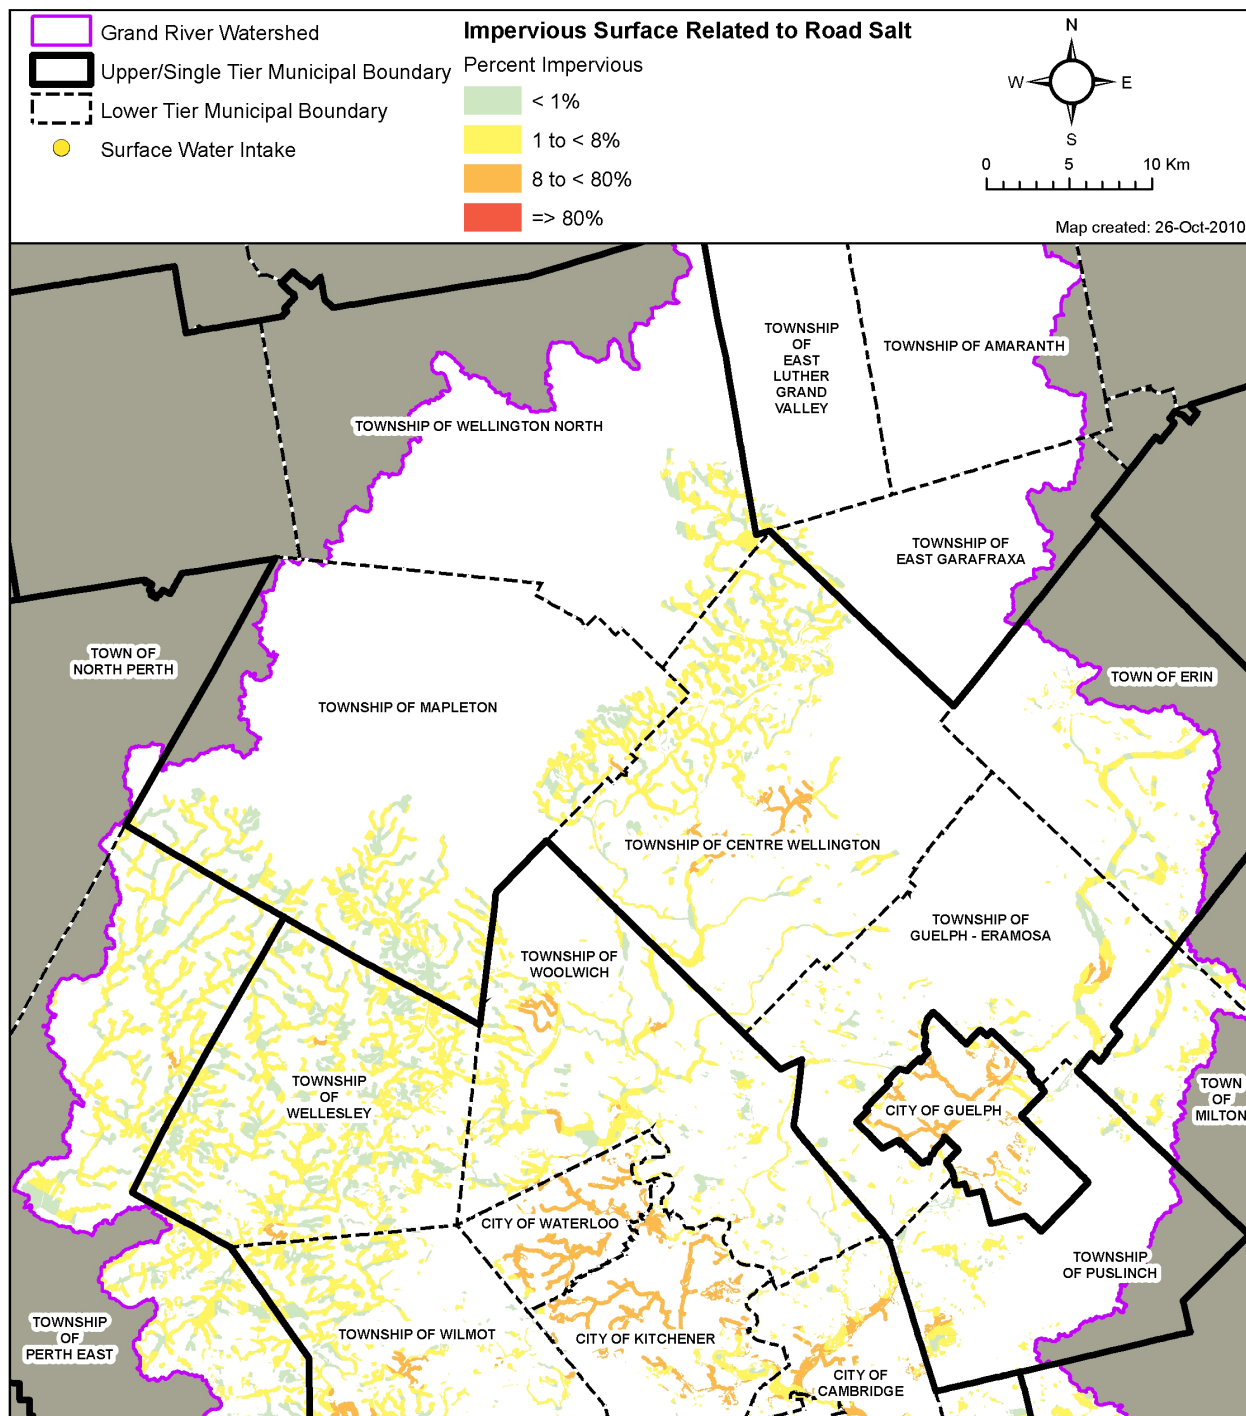 Grand River Watershed
Upper/Single Tier Municipal Boundary
Lower Tier Municipal Boundary
Surface Water Intake
Impervious Surface Related to Road Salt
Percent Impervious
< 1%
1 to < 8%
8 to < 80%
=> 80%
N
W
E
S
0 5 10 Km
Map created: 26-Oct-2010
TOWNSHIP
OF
EAST
LUTHER
GRAND
VALLEY
TOWNSHIP OF AMARANTH
TOWNSHIP OF WELLINGTON NORTH
TOWNSHIP OF
EAST GARAFRAXA
TOWN OF
NORTH PERTH
TOWN OF ERIN
TOWNSHIP OF MAPLETON
TOWNSHIP OF CENTRE WELLINGTON
TOWNSHIP OF
GUELPH - ERAMOSA
TOWNSHIP OF
WOOLWICH
TOWNSHIP
OF
WELLESLEY
CITY OF GUELPH
TOWN
OF
MILTON
CITY OF WATERLOO
TOWNSHIP
OF PUSLINCH
TOWNSHIP
OF
PERTH EAST
TOWNSHIP OF WILMOT
CITY OF KITCHENER
CITY OF
CAMBRIDGE